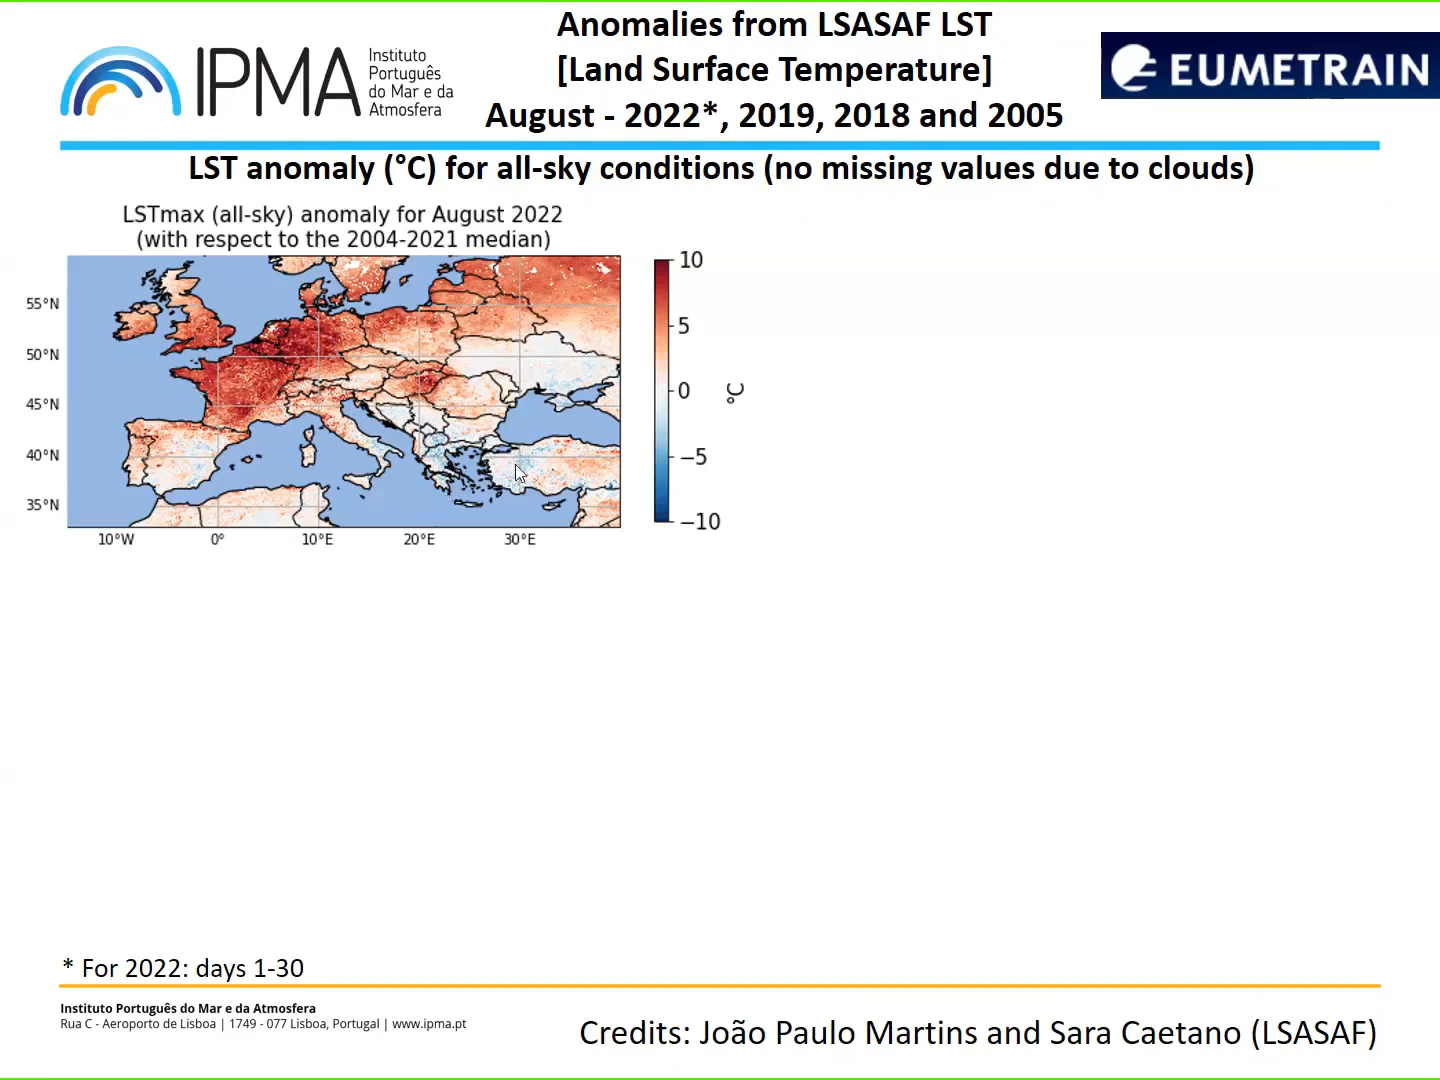 Anomalies from LSASAF LST
[Land Surface Temperature]
August - 2022*, 2019, 2018 and 2005
IPMA
Instituto
Português
do Mar e da
Atmosfera
EUMETRAIN
LST anomaly (°C) for all-sky conditions (no missing values due to clouds)
LSTmax (all-sky) anomaly for August 2022
(with respect to the 2004-2021 median)
55°N
50°N
45°N
40°N
35°N
10°W 0° 10°E 20°E 30°E
10
5
0
−5
−10
°C
* For 2022: days 1-30
Instituto Português do Mar e da Atmosfera
Rua C - Aeroporto de Lisboa | 1749 - 077 Lisboa, Portugal | www.ipma.pt
Credits: João Paulo Martins and Sara Caetano (LSASAF)